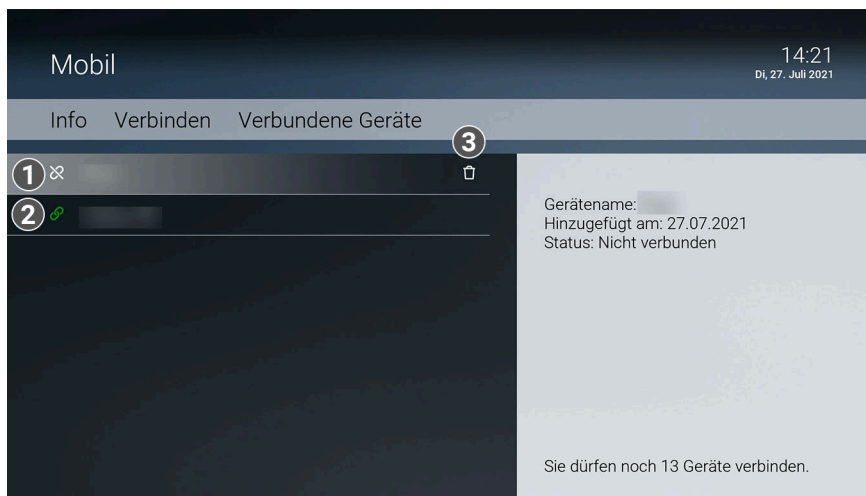 Mobil
14:21
Di, 27. Juli 2021
Info Verbinden Verbundene Geräte
3
1
2
Gerätename:
Hinzugefügt am: 27.07.2021
Status: Nicht verbunden
Sie dürfen noch 13 Geräte verbinden.